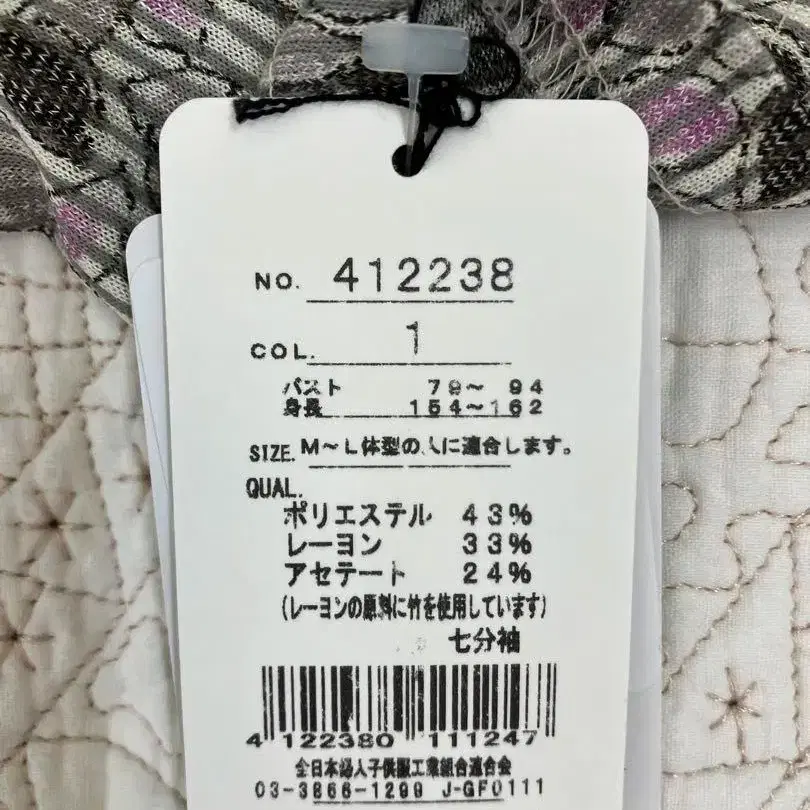 NO. 412238
COL. 1
バスト 79～ 94
身長 154～162
SIZE. M～L体型の人に適合します。
QUAL.
ポリエステル 43%
レーヨン 33%
アセテート 24%
(レーヨンの原料に竹を使用しています)
七分袖
4 122380 111247
全日本婦人子供服工業組合連合会
03-3866-1299 J-GF0111